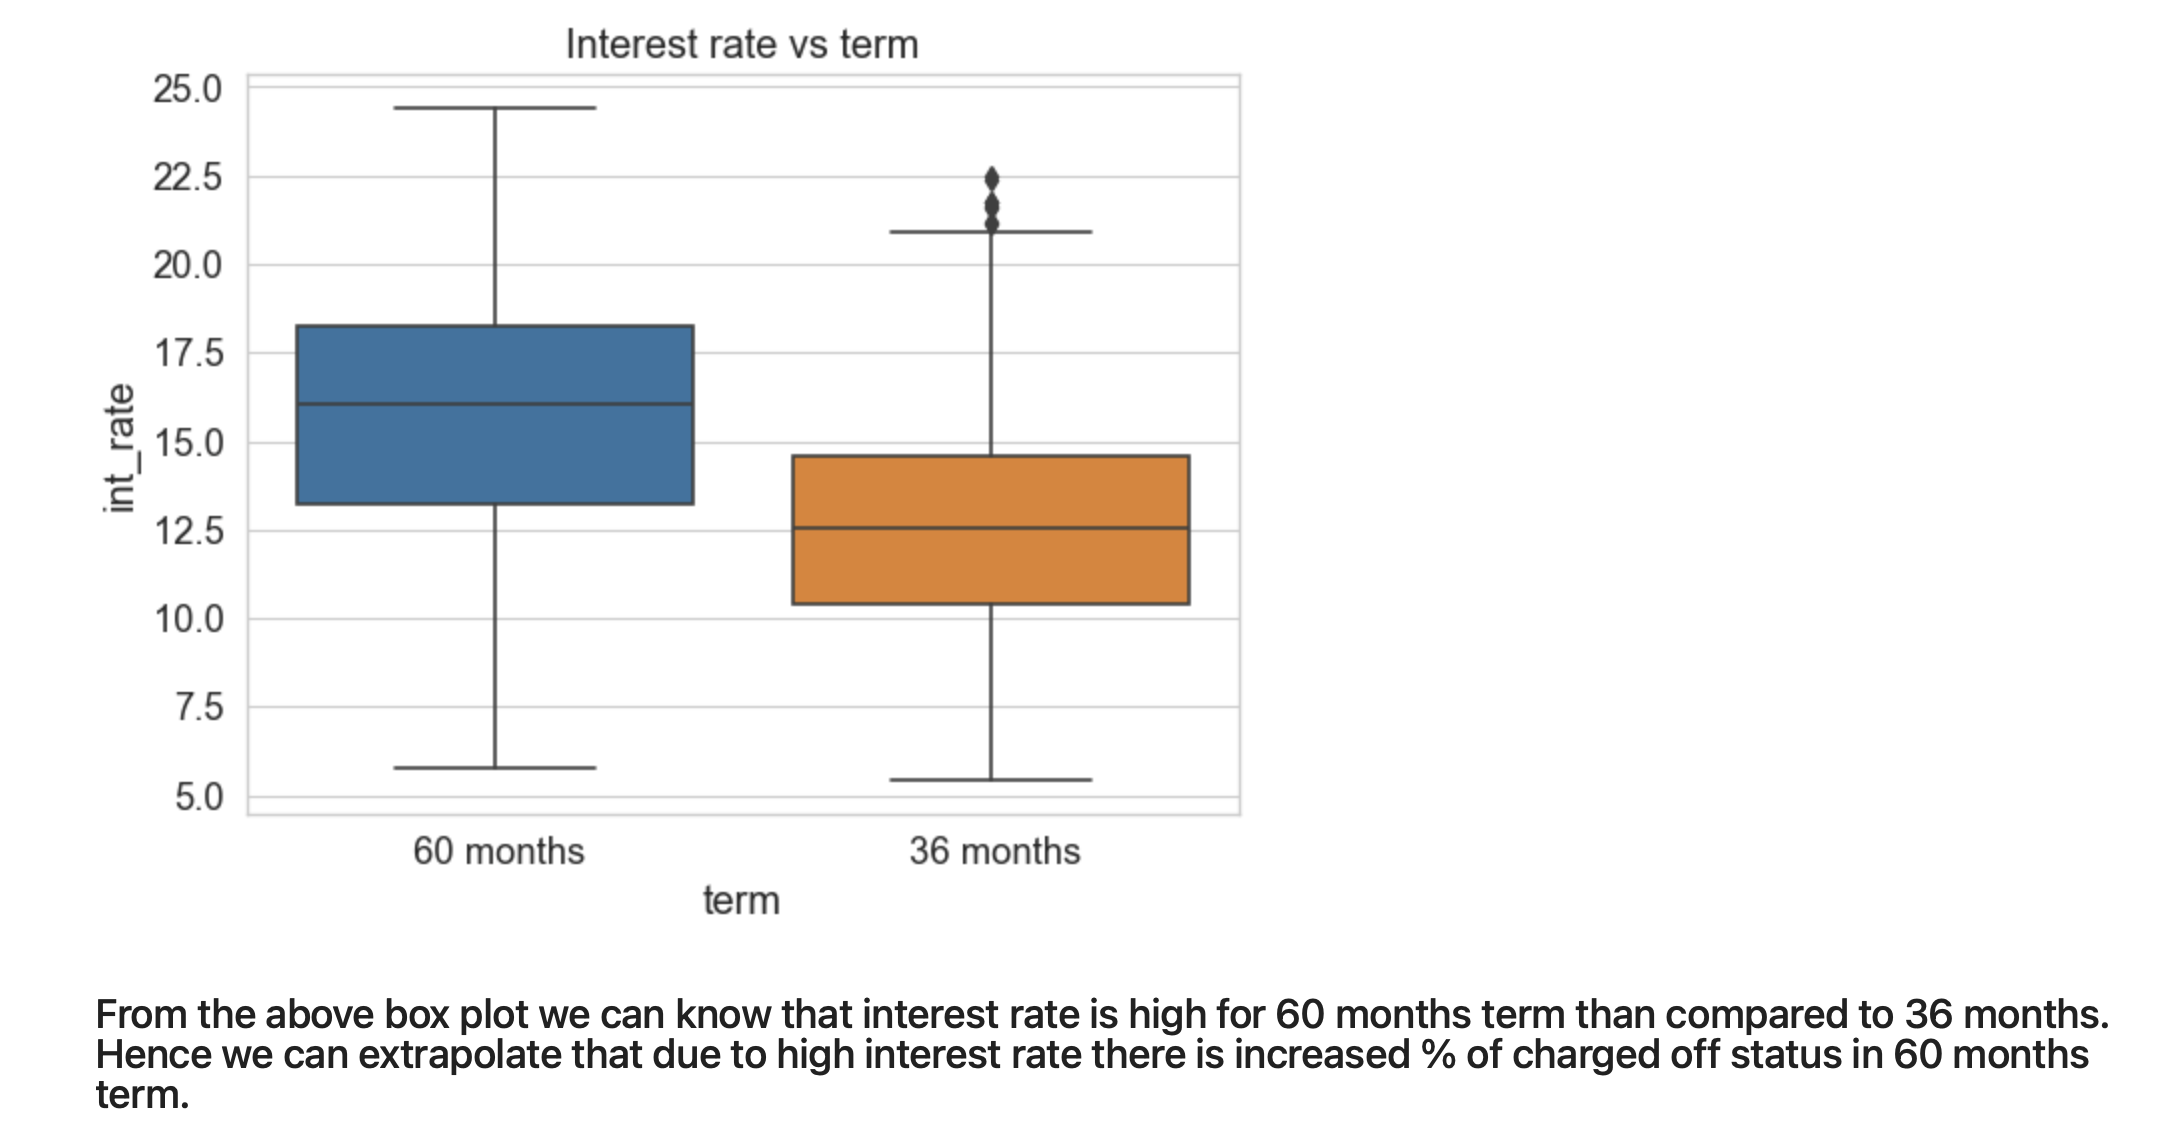 Interest rate vs term
25.0
22.5
20.0
17.5
15.0
12.5
10.0
7.5
5.0
int_rate
60 months
36 months
term
From the above box plot we can know that interest rate is high for 60 months term than compared to 36 months.
Hence we can extrapolate that due to high interest rate there is increased % of charged off status in 60 months
term.